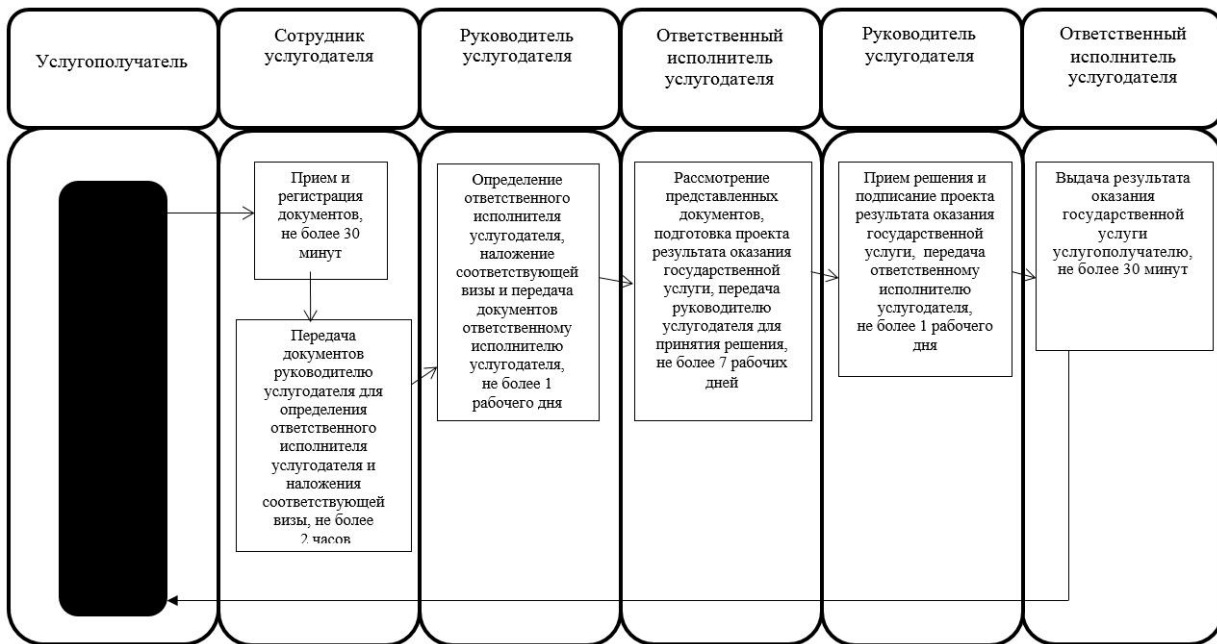 Услугополучатель
Сотрудник
услугодателя
Руководитель
услугодателя
Ответственный
исполнитель
услугодателя
Руководитель
услугодателя
Ответственный
исполнитель
услугодателя
Прием и
регистрация
документов,
не более 30
минут
Передача
документов
руководителю
услугодателя для
определения
ответственного
исполнителя
услугодателя и
наложения
соответствующей
визы, не более
2 часов
Определение
ответственного
исполнителя
услугодателя,
наложение
соответствующей
визы и передача
документов
ответственному
исполнителю
услугодателя,
не более 1
рабочего дня
Рассмотрение
представленных
документов,
подготовка проекта
результата оказания
государственной
услуги, передача
руководителю
услугодателя для
принятия решения,
не более 7 рабочих
дней
Прием решения и
подписание проекта
результата оказания
государственной
услуги, передача
ответственному
исполнителю
услугодателя,
не более 1 рабочего
дня
Выдача результата
оказания
государственной
услуги
услугополучателю,
не более 30 минут